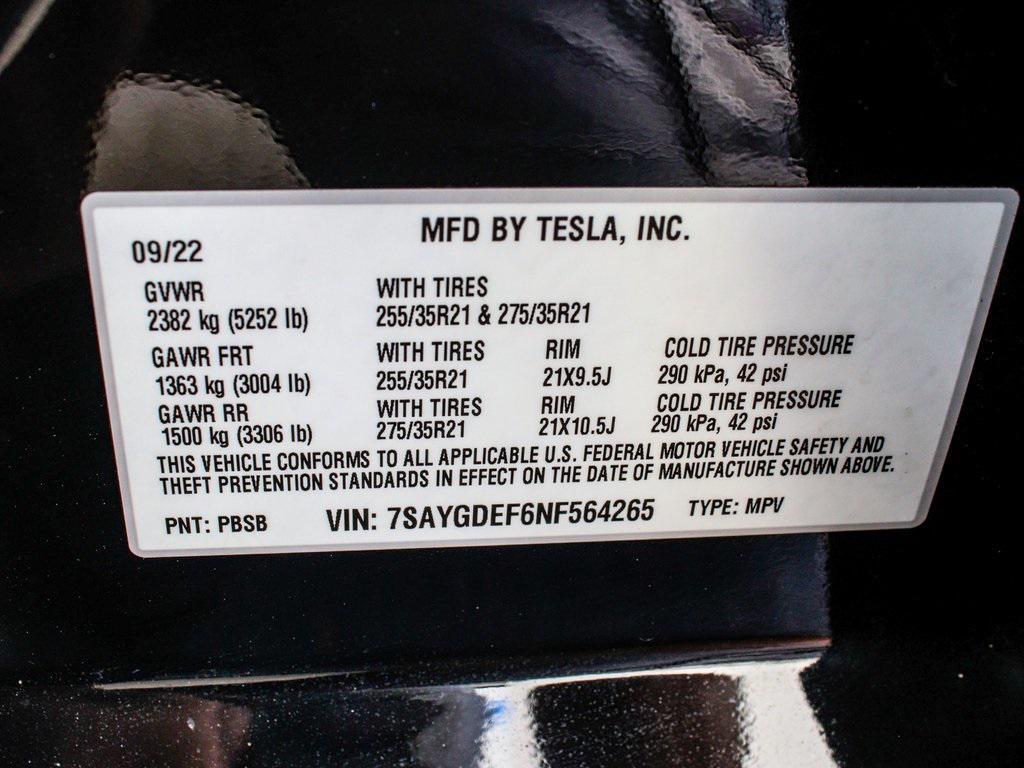 MFD BY TESLA, INC.
09/22
GVWR WITH TIRES
2382 kg (5252 lb) 255/35R21 & 275/35R21
GAWR FRT WITH TIRES RIM COLD TIRE PRESSURE
1363 kg (3004 lb) 255/35R21 21X9.5J 290 kPa, 42 psi
GAWR RR WITH TIRES RIM COLD TIRE PRESSURE
1500 kg (3306 lb) 275/35R21 21X10.5J 290 kPa, 42 psi
THIS VEHICLE CONFORMS TO ALL APPLICABLE U.S. FEDERAL MOTOR VEHICLE SAFETY AND
THEFT PREVENTION STANDARDS IN EFFECT ON THE DATE OF MANUFACTURE SHOWN ABOVE.
PNT: PBSB VIN: 7SAYGDEF6NF564265 TYPE: MPV